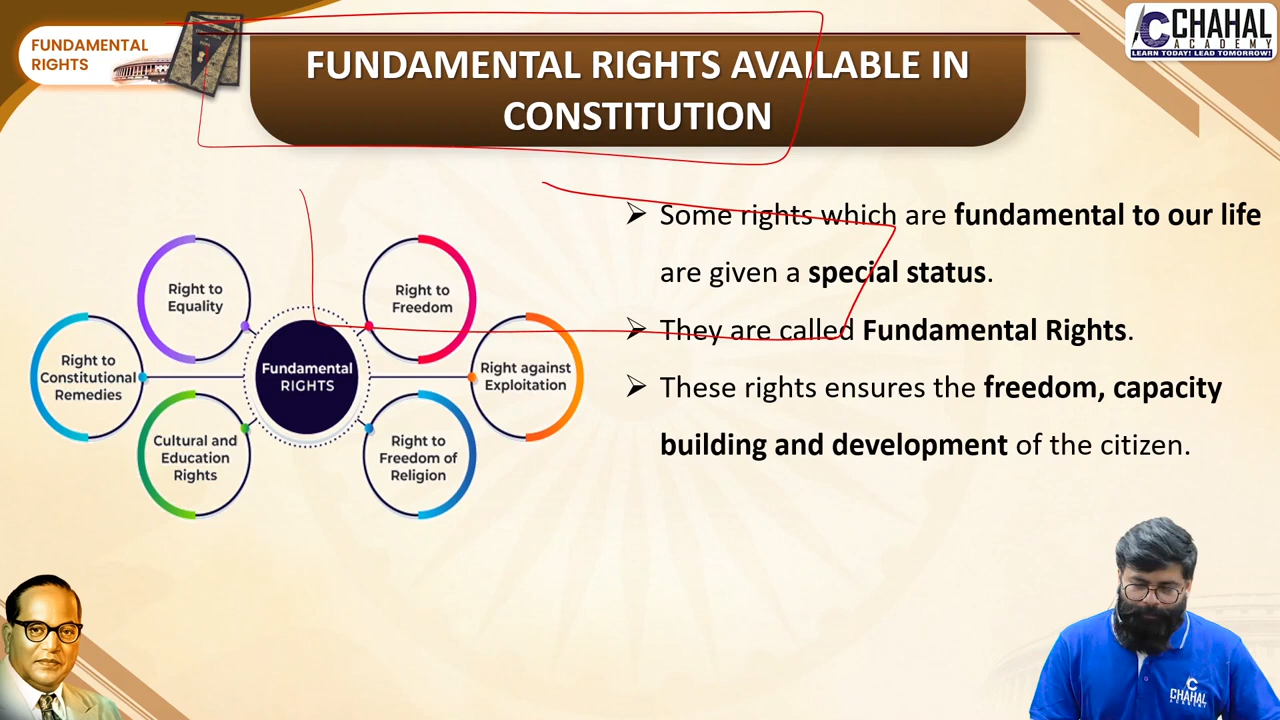 FUNDAMENTAL
RIGHTS
CHAHAL
ACADEMY
LEARN TODAY! LEAD TOMORROW!
FUNDAMENTAL RIGHTS AVAILABLE IN
CONSTITUTION
Right to
Equality
Right to
Freedom
Right to
Constitutional
Remedies
Fundamental
RIGHTS
Right against
Exploitation
Cultural and
Education
Rights
Right to
Freedom of
Religion
➢ Some rights which are fundamental to our life
are given a special status.
➢ They are called Fundamental Rights.
➢ These rights ensures the freedom, capacity
building and development of the citizen.
CHAHAL
ACADEMY